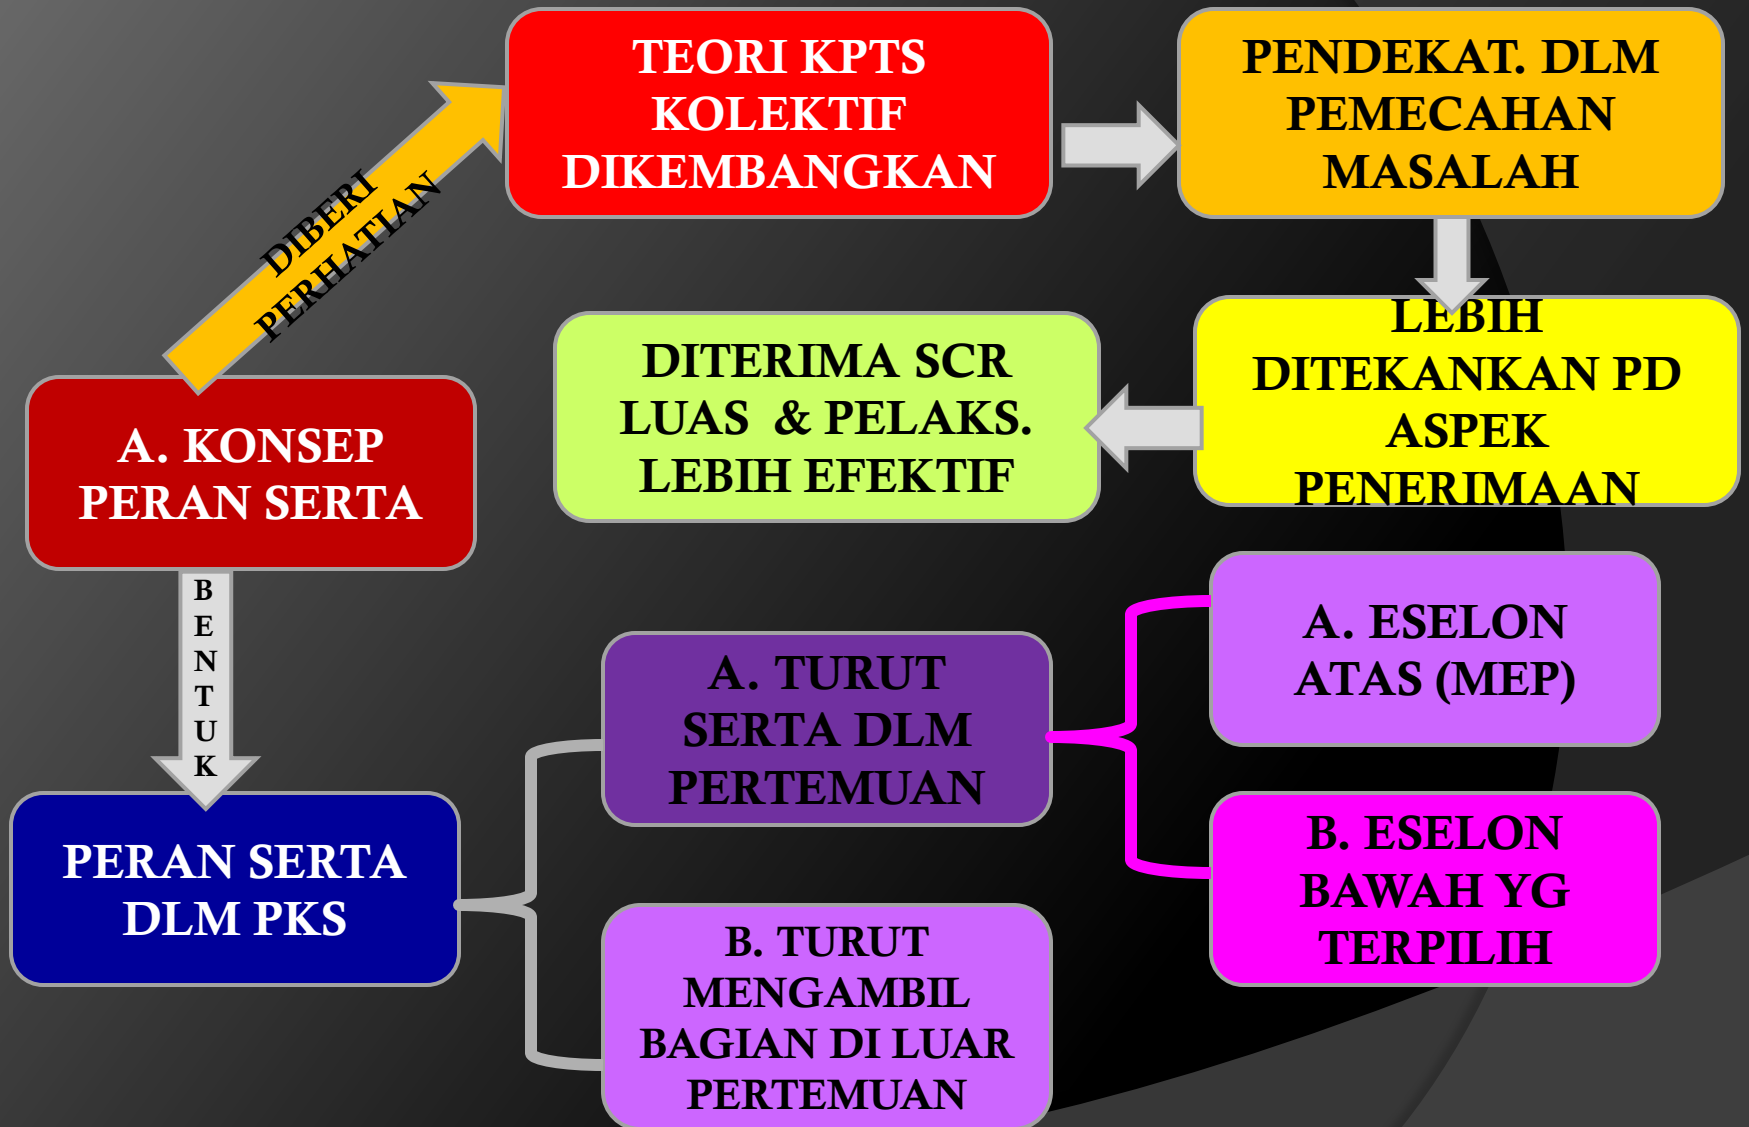 TEORI KPTS
KOLEKTIF
DIKEMBANGKAN
PENDEKAT. DLM
PEMECAHAN
MASALAH
DIBERI
PERHATIAN
LEBIH
DITEKANKAN PD
ASPEK
PENERIMAAN
DITERIMA SCR
LUAS & PELAKS.
LEBIH EFEKTIF
A. KONSEP
PERAN SERTA
B
E
N
T
U
K
PERAN SERTA
DLM PKS
A. TURUT
SERTA DLM
PERTEMUAN
B. TURUT
MENGAMBIL
BAGIAN DI LUAR
PERTEMUAN
A. ESELON
ATAS (MEP)
B. ESELON
BAWAH YG
TERPILIH